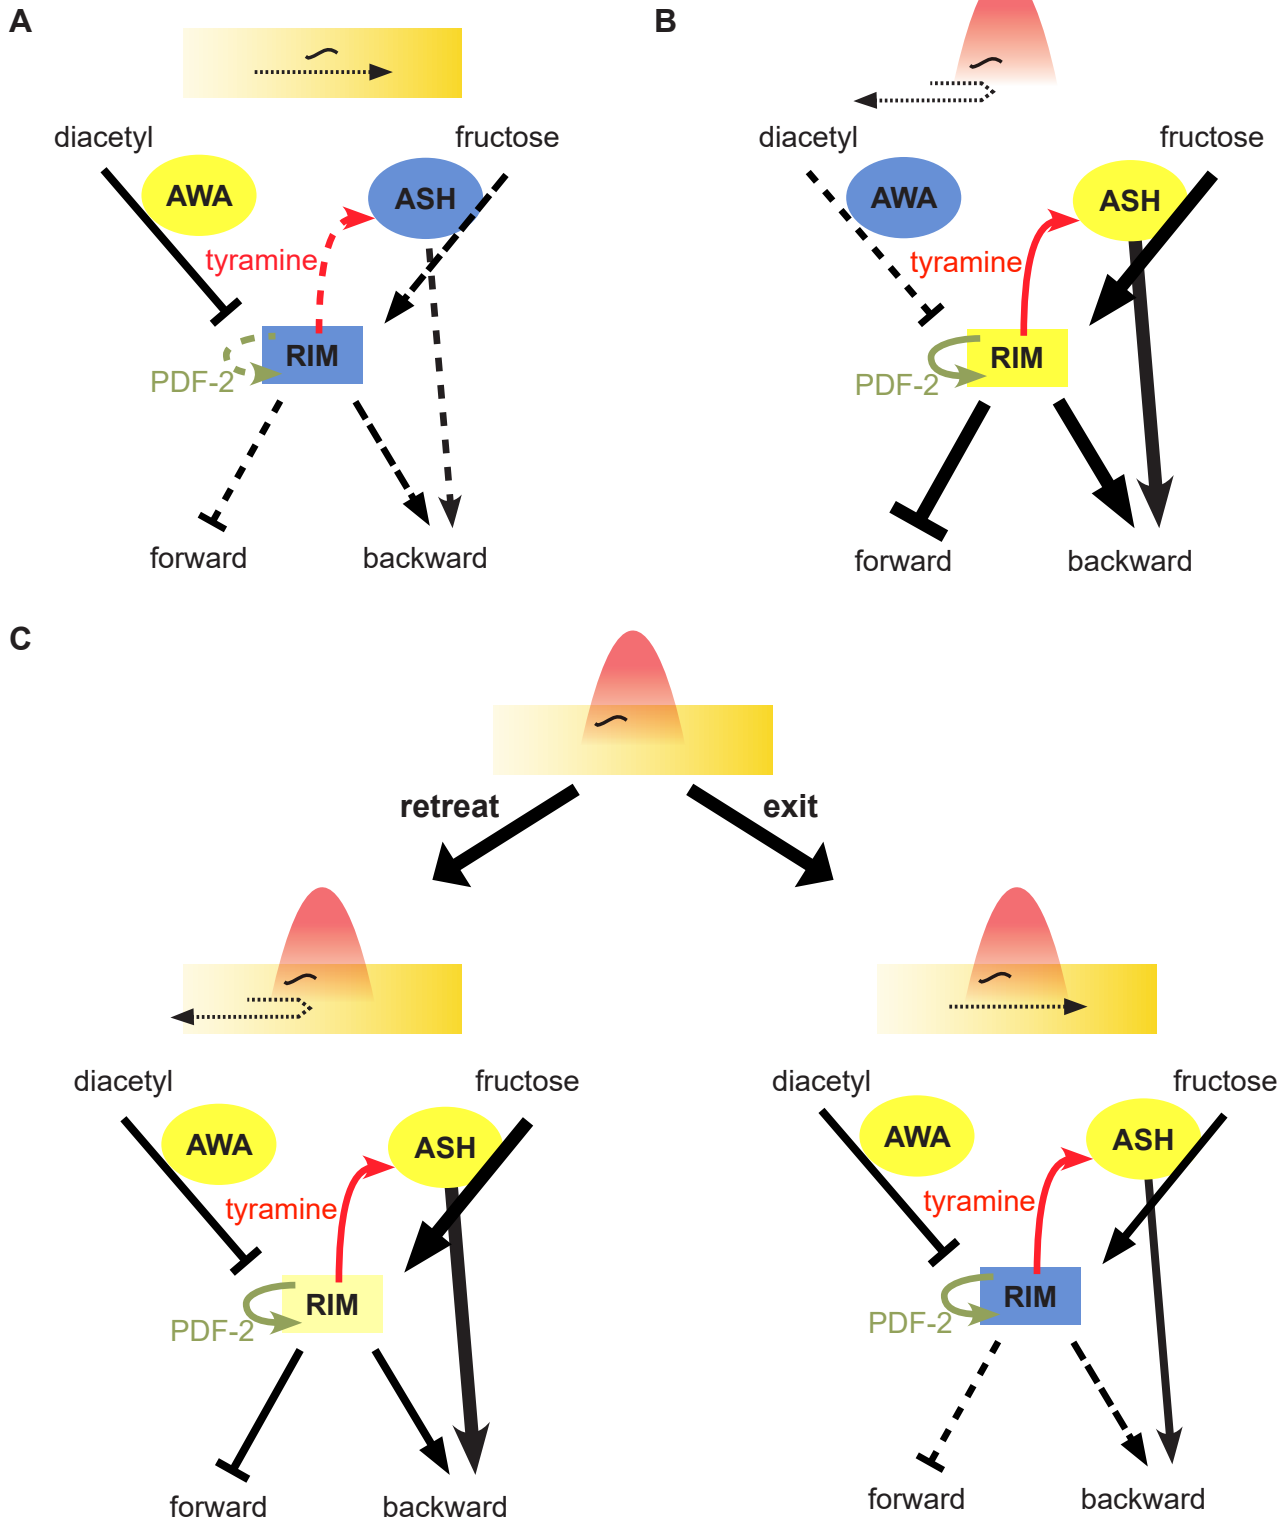 A
diacetyl
fructose
AWA
ASH
tyramine
RIM
PDF-2
forward
backward
B
diacetyl
fructose
AWA
ASH
tyramine
RIM
PDF-2
forward
backward
C
retreat
exit
diacetyl
fructose
AWA
ASH
tyramine
RIM
PDF-2
forward
backward
diacetyl
fructose
AWA
ASH
tyramine
RIM
PDF-2
forward
backward